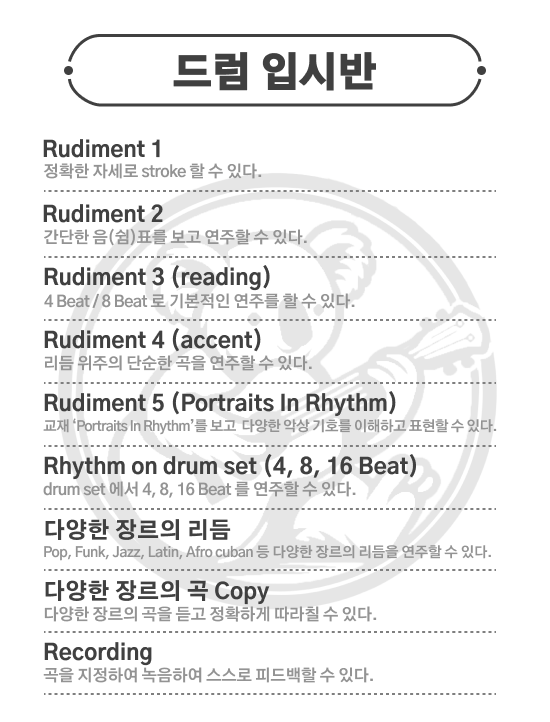 드럼 입시반
Rudiment 1
정확한 자세로 stroke 할 수 있다.
Rudiment 2
간단한 음(쉼)표를 보고 연주할 수 있다.
Rudiment 3 (reading)
4 Beat / 8 Beat 로 기본적인 연주를 할 수 있다.
Rudiment 4 (accent)
리듬 위주의 단순한 곡을 연주할 수 있다.
Rudiment 5 (Portraits In Rhythm)
교재 ‘Portraits In Rhythm’를 보고 다양한 악상 기호를 이해하고 표현할 수 있다.
Rhythm on drum set (4, 8, 16 Beat)
drum set 에서 4, 8, 16 Beat 를 연주할 수 있다.
다양한 장르의 리듬
Pop, Funk, Jazz, Latin, Afro cuban 등 다양한 장르의 리듬을 연주할 수 있다.
다양한 장르의 곡 Copy
다양한 장르의 곡을 듣고 정확하게 따라칠 수 있다.
Recording
곡을 지정하여 녹음하여 스스로 피드백할 수 있다.